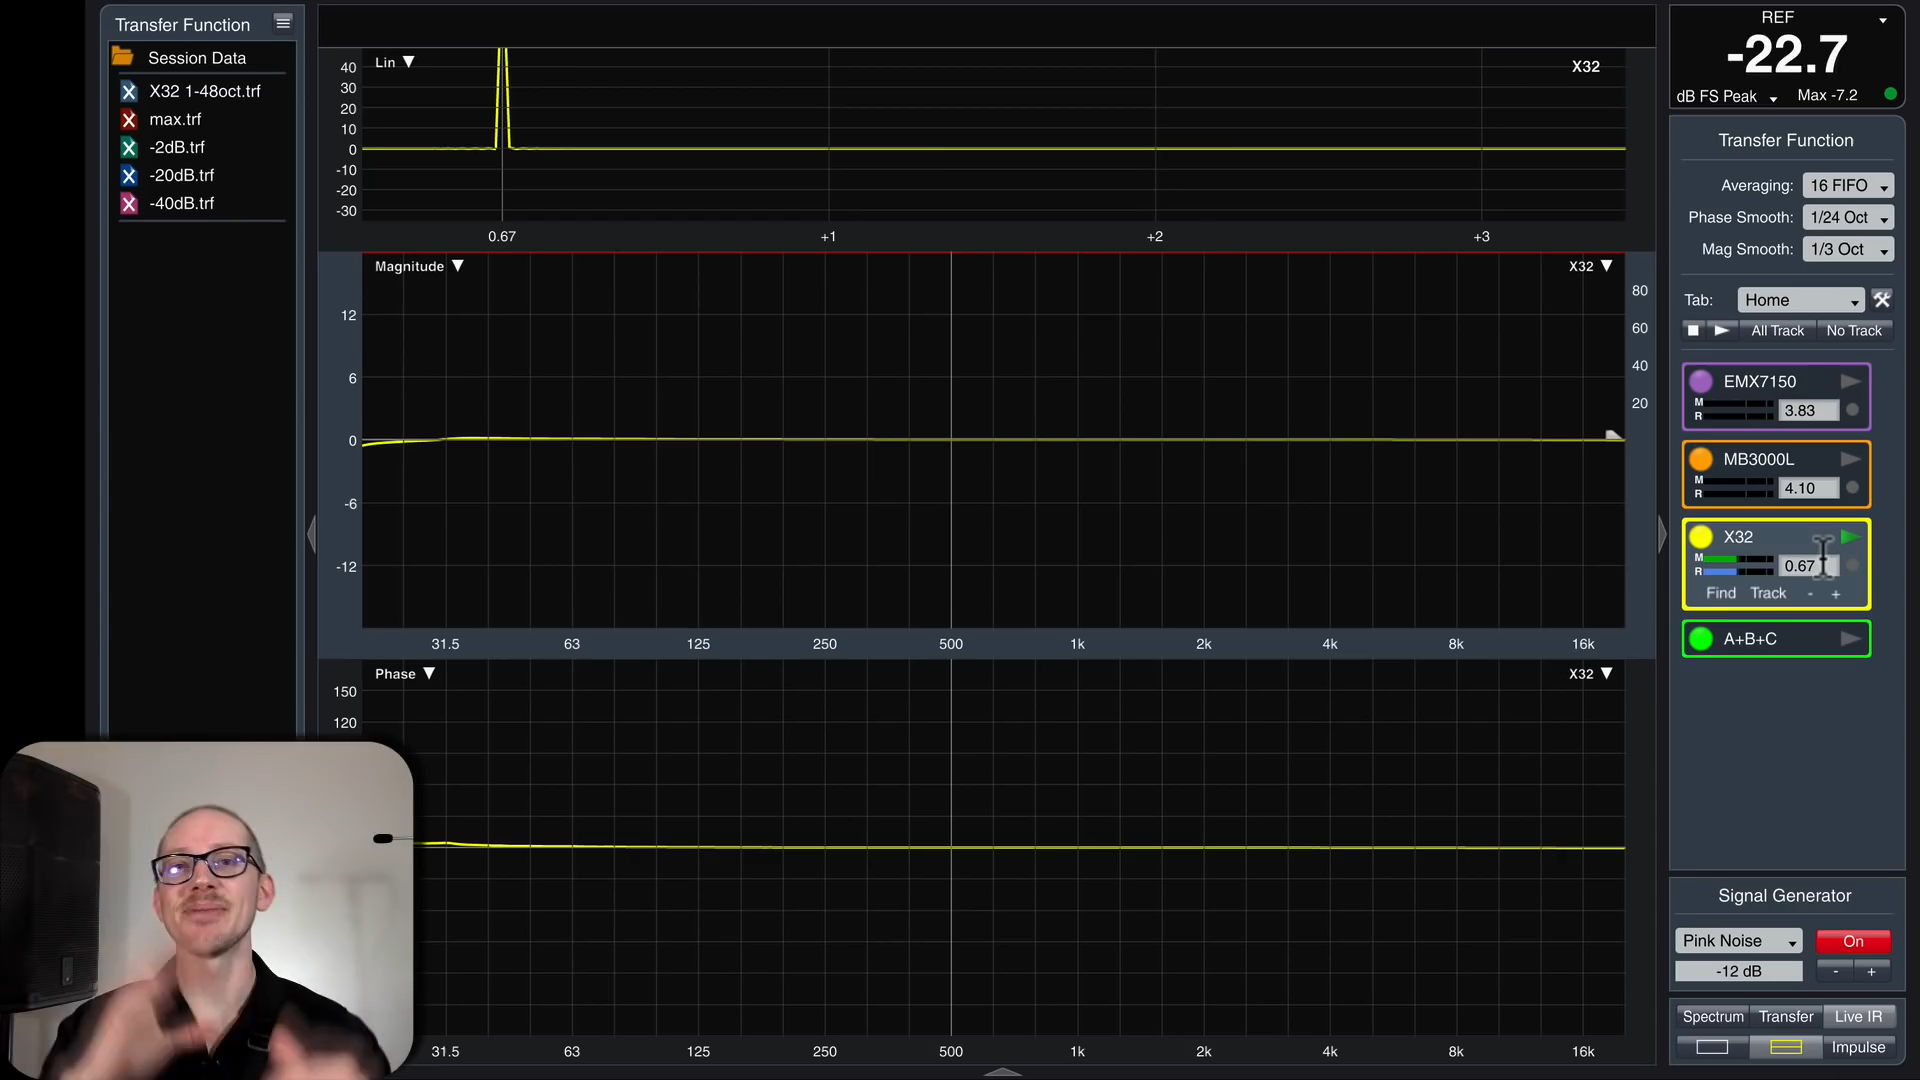 Transfer Function
Session Data
X32 1-48oct.trf
max.trf
-2dB.trf
-20dB.trf
-40dB.trf
Lin
X32
40
30
20
10
0
-10
-20
-30
0.67 +1 +2 +3
Magnitude
X32
12
6
0
-6
-12
80
60
40
20
31.5 63 125 250 500 1k 2k 4k 8k 16k
Phase
X32
150
120
31.5 63 125 250 500 1k 2k 4k 8k 16k
REF
-22.7
dB FS Peak Max -7.2
Transfer Function
Averaging: 16 FIFO
Phase Smooth: 1/24 Oct
Mag Smooth: 1/3 Oct
Tab: Home
All Track No Track
EMX7150
M
R
3.83
MB3000L
M
R
4.10
X32
M
R
0.67
Find Track - +
A+B+C
Signal Generator
Pink Noise On
-12 dB - +
Spectrum Transfer Live IR
Impulse